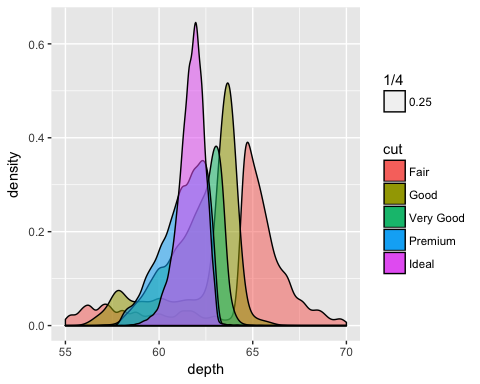 0.6
0.4
0.2
0.0
density
55 60 65 70
depth
1/4
0.25
cut
Fair
Good
Very Good
Premium
Ideal